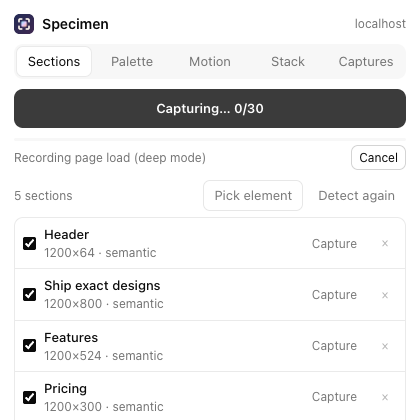 Specimen
localhost
Sections
Palette
Motion
Stack
Captures
Capturing... 0/30
Recording page load (deep mode)
Cancel
5 sections
Pick element
Detect again
Header
1200×64 · semantic
Capture
×
Ship exact designs
1200×800 · semantic
Capture
×
Features
1200×524 · semantic
Capture
×
Pricing
1200×300 · semantic
Capture
×